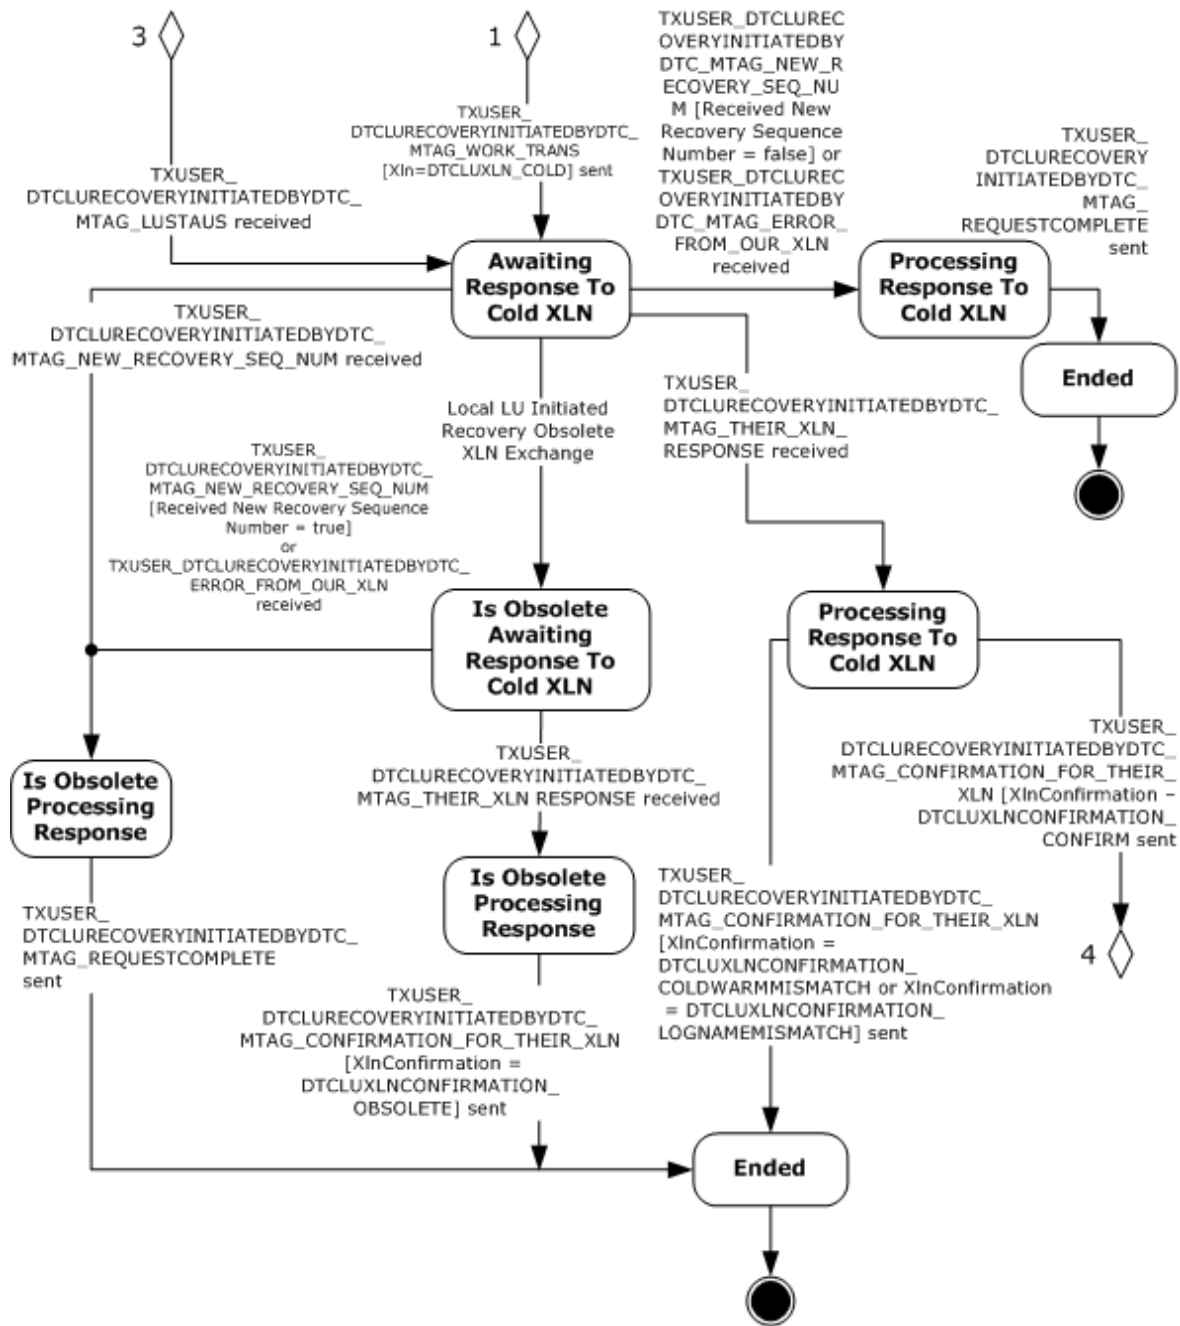 3
1
TXUSER_DTCLUREC
OVERYINITIATEDBY
DTC_MTAG_NEW_R
ECOVERY_SEQ_NU
M [Received New
Recovery Sequence
Number = false] or
TXUSER_DTCLUREC
OVERYINITIATEDBY
DTC_MTAG_ERROR_
FROM_OUR_XLN
received
TXUSER_
DTCLURECOVERYINITIATEDBYDTC_
MTAG_WORK_TRANS
[Xln=DTCLUXLN_COLD] sent
TXUSER_
DTCLURECOVERY
INITIATEDBYDTC_
MTAG_
REQUESTCOMPLETE
sent
TXUSER_
DTCLURECOVERYINITIATEDBYDTC_
MTAG_LUSTAUS received
Awaiting
Response To
Cold XLN
Processing
Response To
Cold XLN
TXUSER_
DTCLURECOVERYINITIATEDBYDTC_
MTAG_NEW_RECOVERY_SEQ_NUM received
Ended
TXUSER_
DTCLURECOVERYINITIATEDBYDTC_
MTAG_THEIR_XLN_
RESPONSE received
Local LU Initiated
Recovery Obsolete
XLN Exchange
TXUSER_
DTCLURECOVERYINITIATEDBYDTC_
MTAG_NEW_RECOVERY_SEQ_NUM
[Received New Recovery Sequence
Number = true]
or
TXUSER_DTCLURECOVERYINITIATEDBYDTC_
ERROR_FROM_OUR_XLN
received
Is Obsolete
Awaiting
Response To
Cold XLN
Processing
Response To
Cold XLN
TXUSER_
DTCLURECOVERYINITIATEDBYDTC_
MTAG_CONFIRMATION_FOR_THEIR_
XLN [XlnConfirmation –
DTCLUXLNCONFIRMATION_
CONFIRM sent
TXUSER_
DTCLURECOVERYINITIATEDBYDTC_
MTAG_THEIR_XLN RESPONSE received
Is Obsolete
Processing
Response
Is Obsolete
Processing
Response
TXUSER_
DTCLURECOVERYINITIATEDBYDTC_
MTAG_CONFIRMATION_FOR_THEIR_XLN
[XlnConfirmation =
DTCLUXLNCONFIRMATION_
COLDWARMMISMATCH or XlnConfirmation
= DTCLUXLNCONFIRMATION_
LOGNAMEMISMATCH] sent
4
TXUSER_
DTCLURECOVERYINITIATEDBYDTC_
MTAG_REQUESTCOMPLETE
sent
TXUSER_
DTCLURECOVERYINITIATEDBYDTC_
MTAG_CONFIRMATION_FOR_THEIR_XLN
[XlnConfirmation =
DTCLUXLNCONFIRMATION_
OBSOLETE] sent
Ended